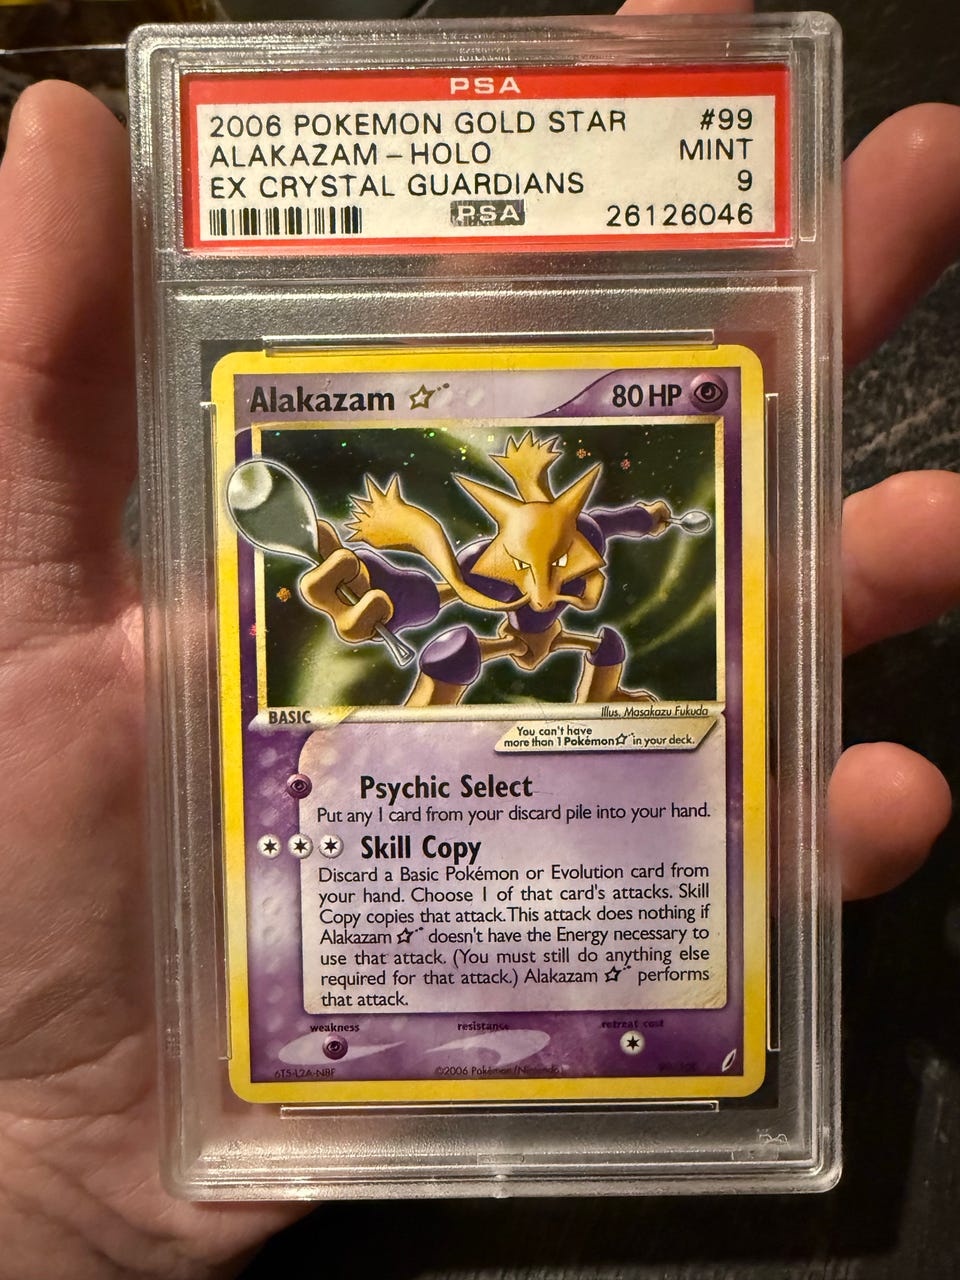 PSA
2006 POKEMON GOLD STAR #99
ALAKAZAM - HOLO MINT
EX CRYSTAL GUARDIANS 9
PSA 26126046
Alakazam ☆ 80 HP
BASIC
Illus. Masakazu Fukuda
You can't have
more than 1 Pokémon☆ in your deck.
Psychic Select
Put any 1 card from your discard pile into your hand.
Skill Copy
Discard a Basic Pokémon or Evolution card from
your hand. Choose 1 of that card's attacks. Skill
Copy copies that attack. This attack does nothing if
Alakazam ☆ doesn't have the Energy necessary to
use that attack. (You must still do anything else
required for that attack.) Alakazam ☆ performs
that attack.
weakness resistance retreat cost
©2006 Pokémon/Nintendo